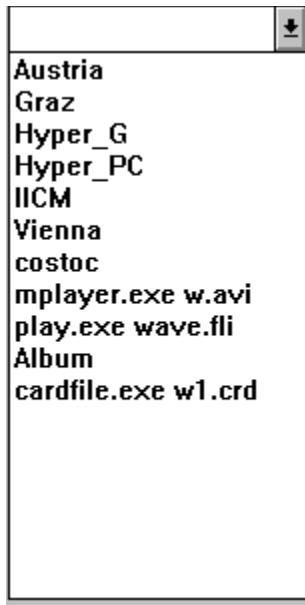 Austria
Graz
Hyper_G
Hyper_PC
IICM
Vienna
costoc
mplayer.exe w.avi
play.exe wave.fli
Album
cardfile.exe w1.crd